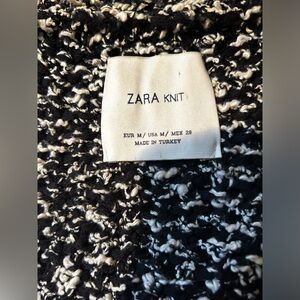 ZARA KNIT
EUR M/ USA M/ MEX 28
MADE IN TURKEY